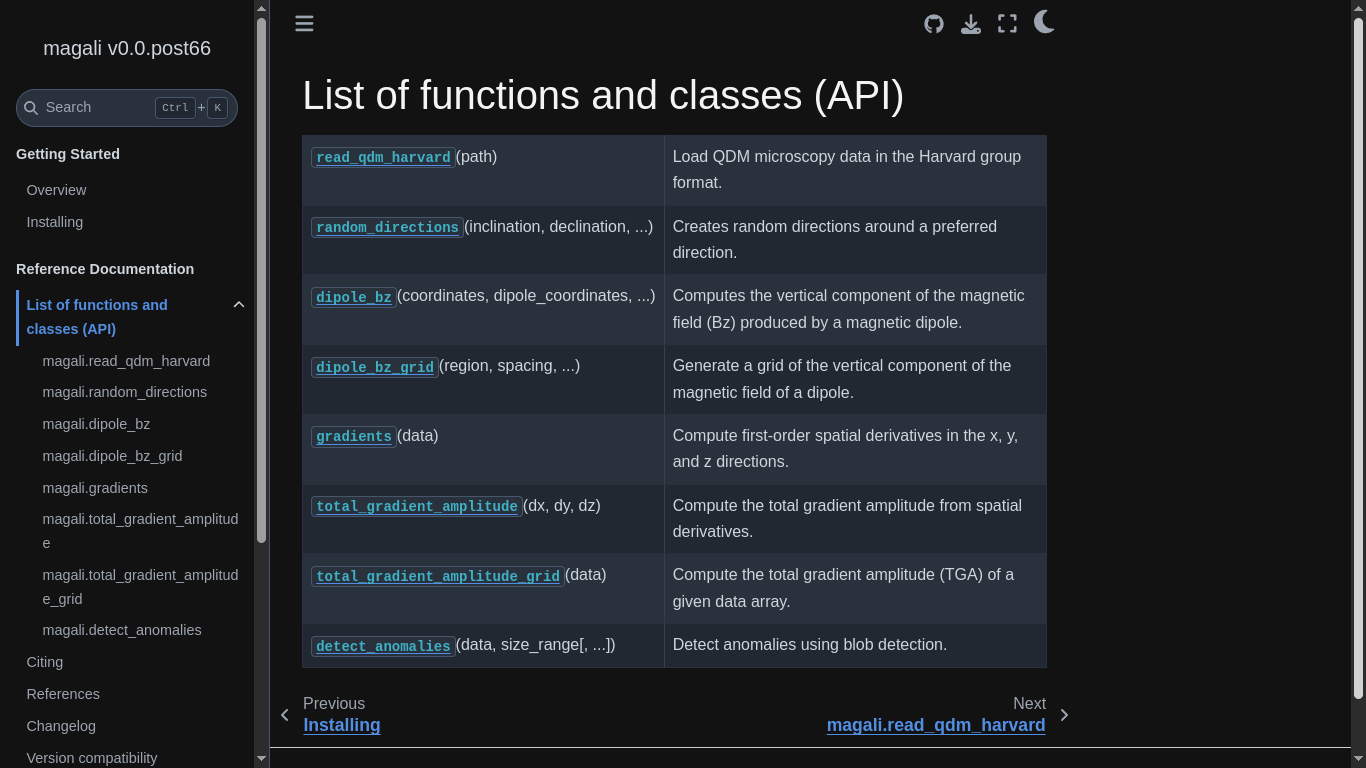 magali v0.0.post66
Search
Ctrl + K
Getting Started
Overview
Installing
Reference Documentation
List of functions and
classes (API)
magali.read_qdm_harvard
magali.random_directions
magali.dipole_bz
magali.dipole_bz_grid
magali.gradients
magali.total_gradient_amplitud
e
magali.total_gradient_amplitud
e_grid
magali.detect_anomalies
Citing
References
Changelog
Version compatibility
List of functions and classes (API)
read_qdm_harvard(path)
Load QDM microscopy data in the Harvard group
format.
random_directions(inclination, declination, ...)
Creates random directions around a preferred
direction.
dipole_bz(coordinates, dipole_coordinates, ...)
Computes the vertical component of the magnetic
field (Bz) produced by a magnetic dipole.
dipole_bz_grid(region, spacing, ...)
Generate a grid of the vertical component of the
magnetic field of a dipole.
gradients(data)
Compute first-order spatial derivatives in the x, y,
and z directions.
total_gradient_amplitude(dx, dy, dz)
Compute the total gradient amplitude from spatial
derivatives.
total_gradient_amplitude_grid(data)
Compute the total gradient amplitude (TGA) of a
given data array.
detect_anomalies(data, size_range[, ...])
Detect anomalies using blob detection.
Previous
Installing
Next
magali.read_qdm_harvard